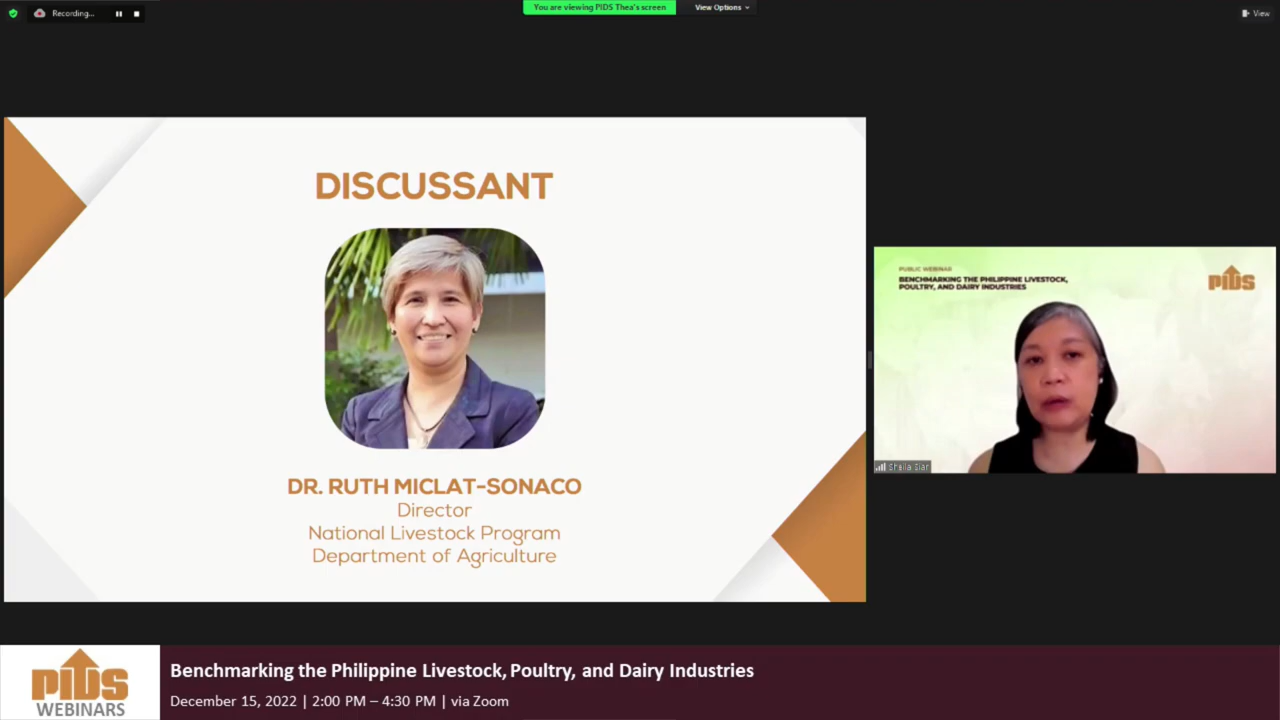 Recording...
You are viewing PIDS Thea's screen
View Options
View
DISCUSSANT
DR. RUTH MICLAT-SONACO
Director
National Livestock Program
Department of Agriculture
PUBLIC WEBINAR
BENCHMARKING THE PHILIPPINE LIVESTOCK,
POULTRY, AND DAIRY INDUSTRIES
PIDS
Sheila Siar
PIDS
WEBINARS
Benchmarking the Philippine Livestock, Poultry, and Dairy Industries
December 15, 2022 | 2:00 PM – 4:30 PM | via Zoom